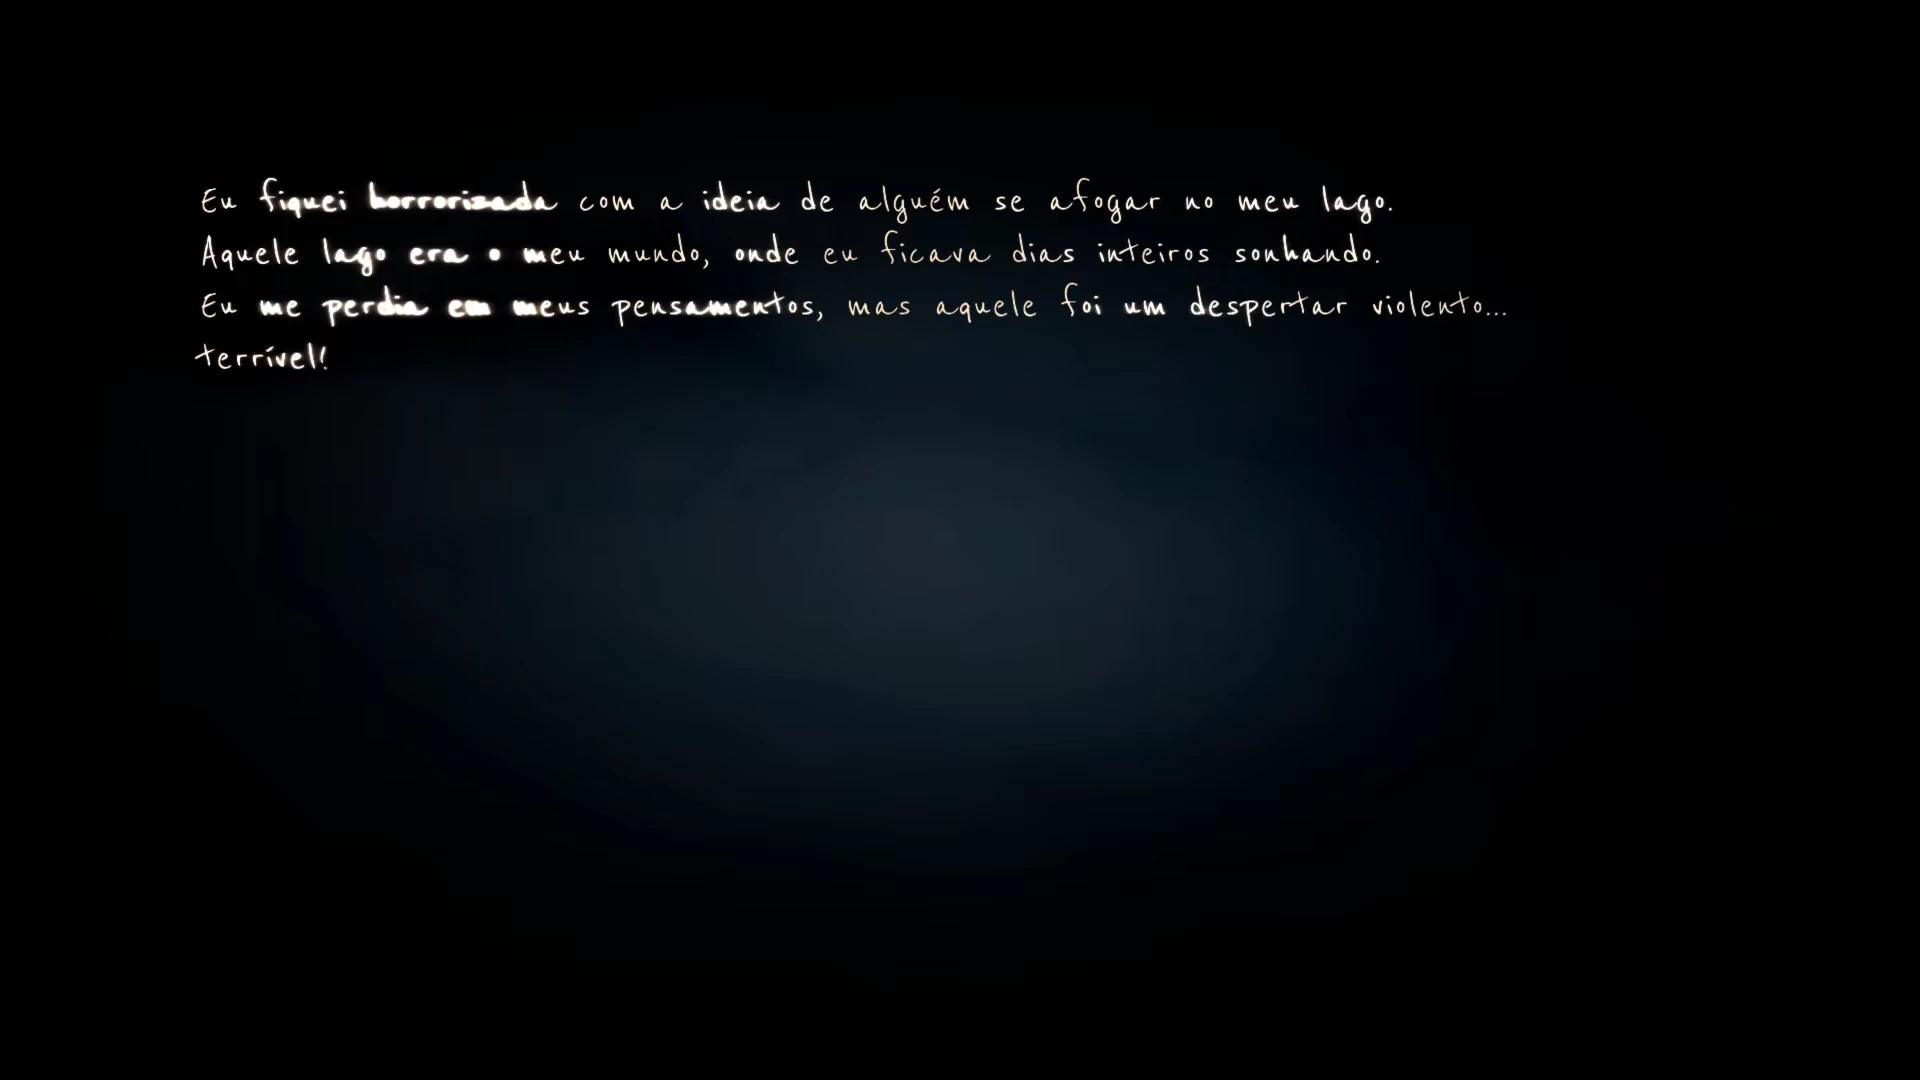 Eu fiquei horrorizada com a ideia de alguém se afogar no meu lago.
Aquele lago era o meu mundo, onde eu ficava dias inteiros sonhando.
Eu me perdia em meus pensamentos, mas aquele foi um despertar violento...
terrível!